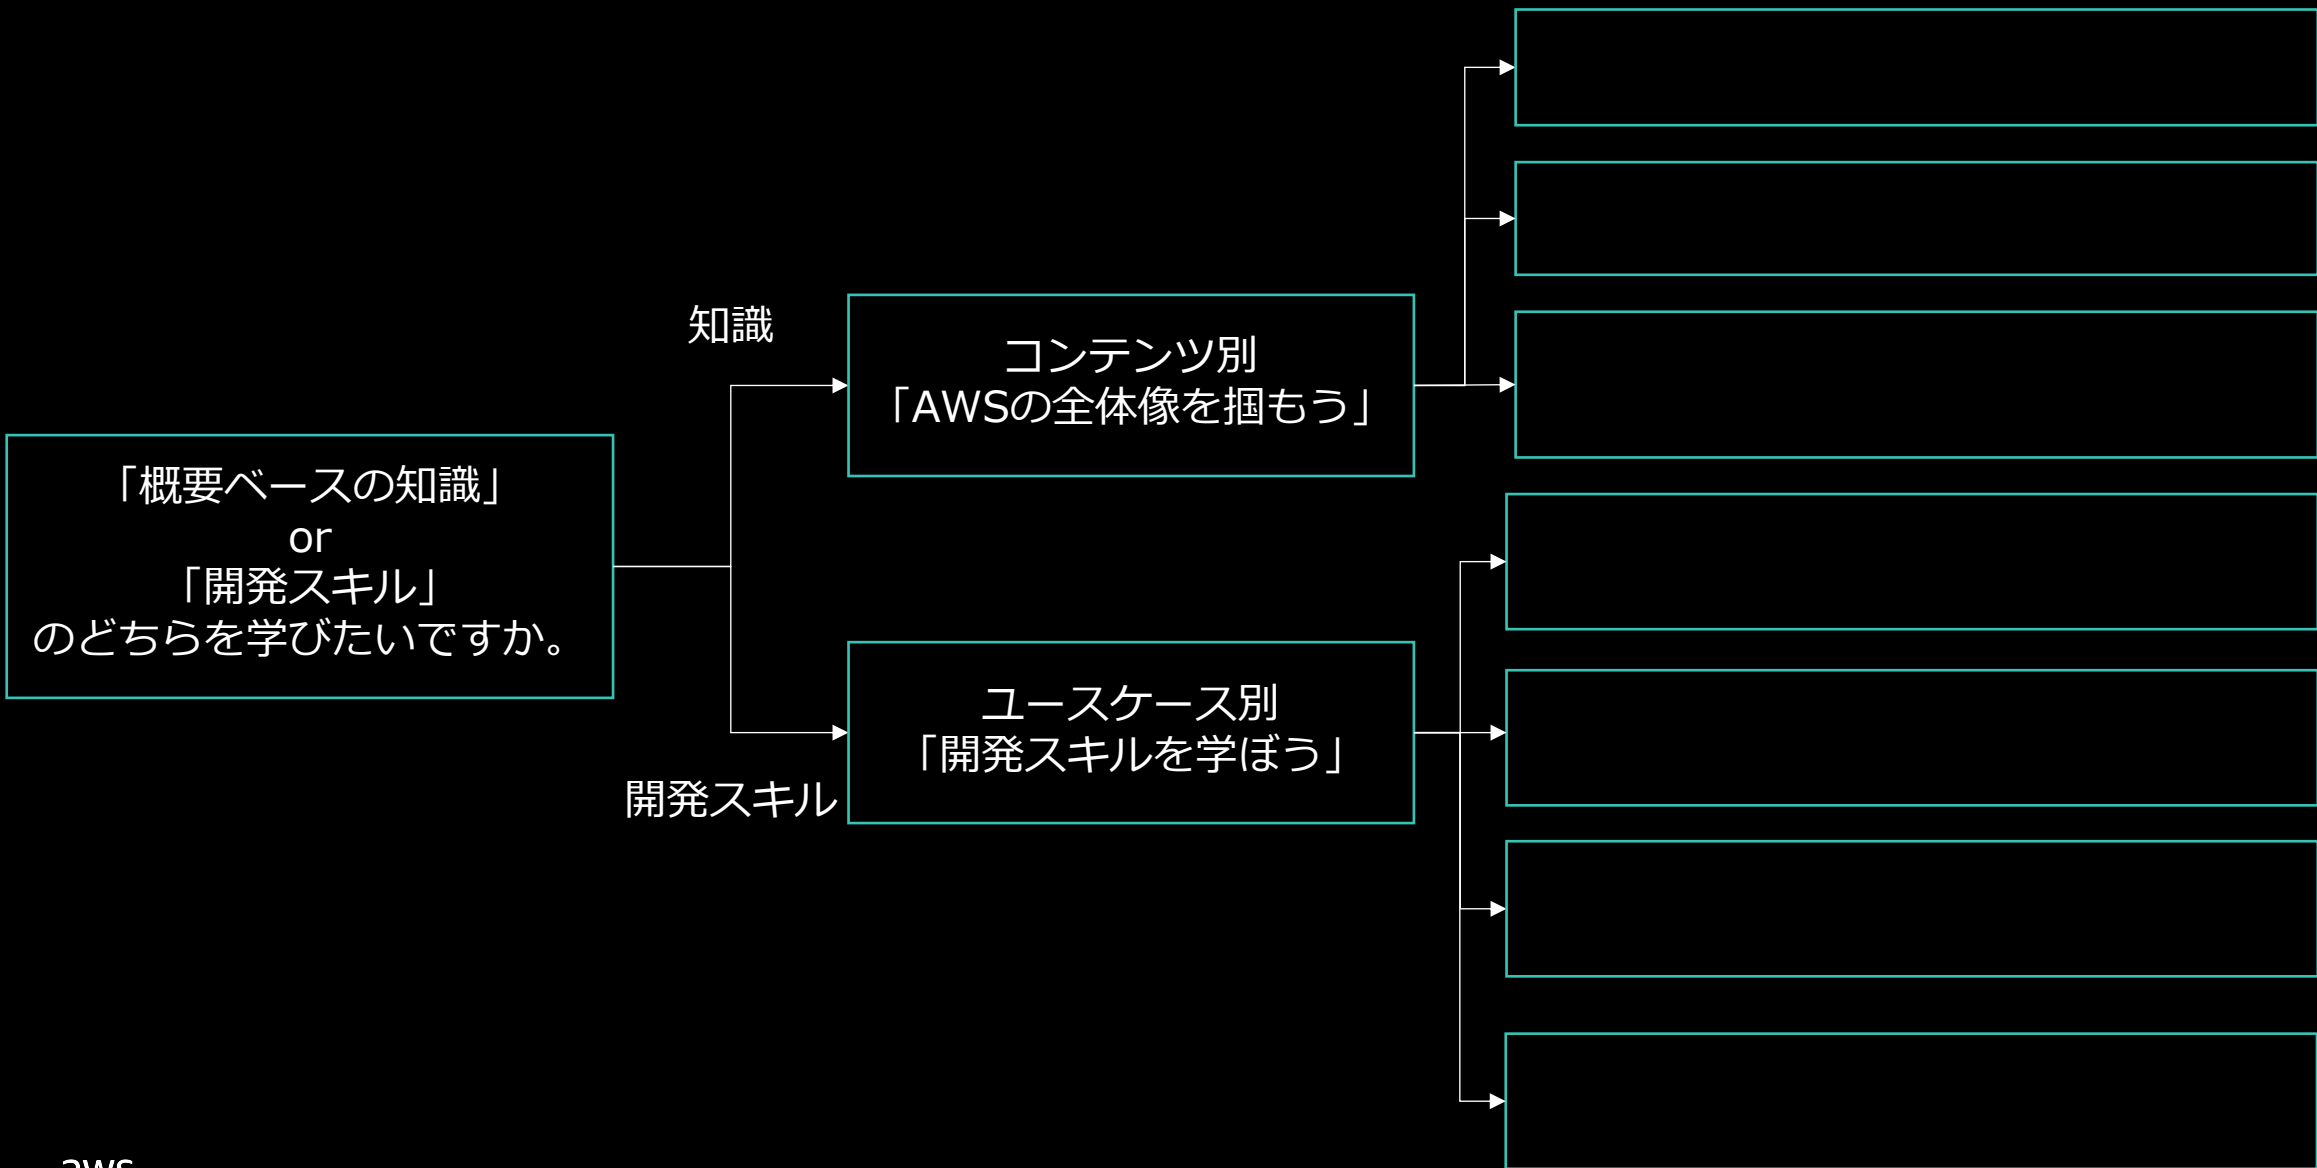 知識
コンテンツ別
「AWSの全体像を掴もう」
「概要ベースの知識」
or
「開発スキル」
のどちらを学びたいですか。
ユースケース別
「開発スキルを学ぼう」
開発スキル
aws